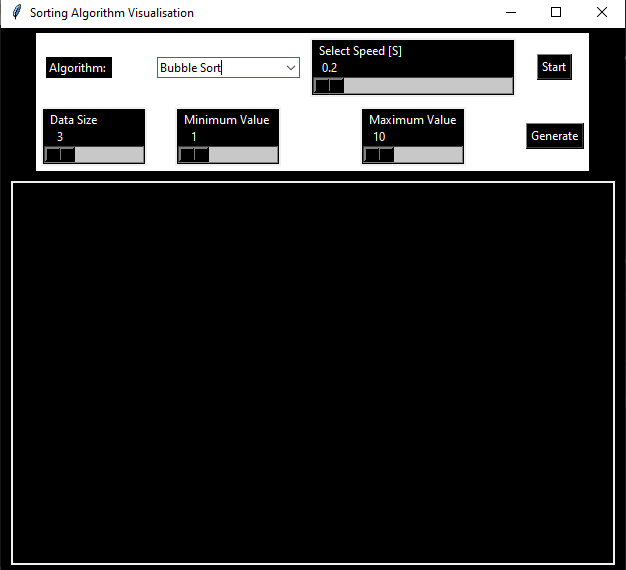 Sorting Algorithm Visualisation
Algorithm:
Bubble Sort
Select Speed [S]
0.2
Start
Data Size
3
Minimum Value
1
Maximum Value
10
Generate